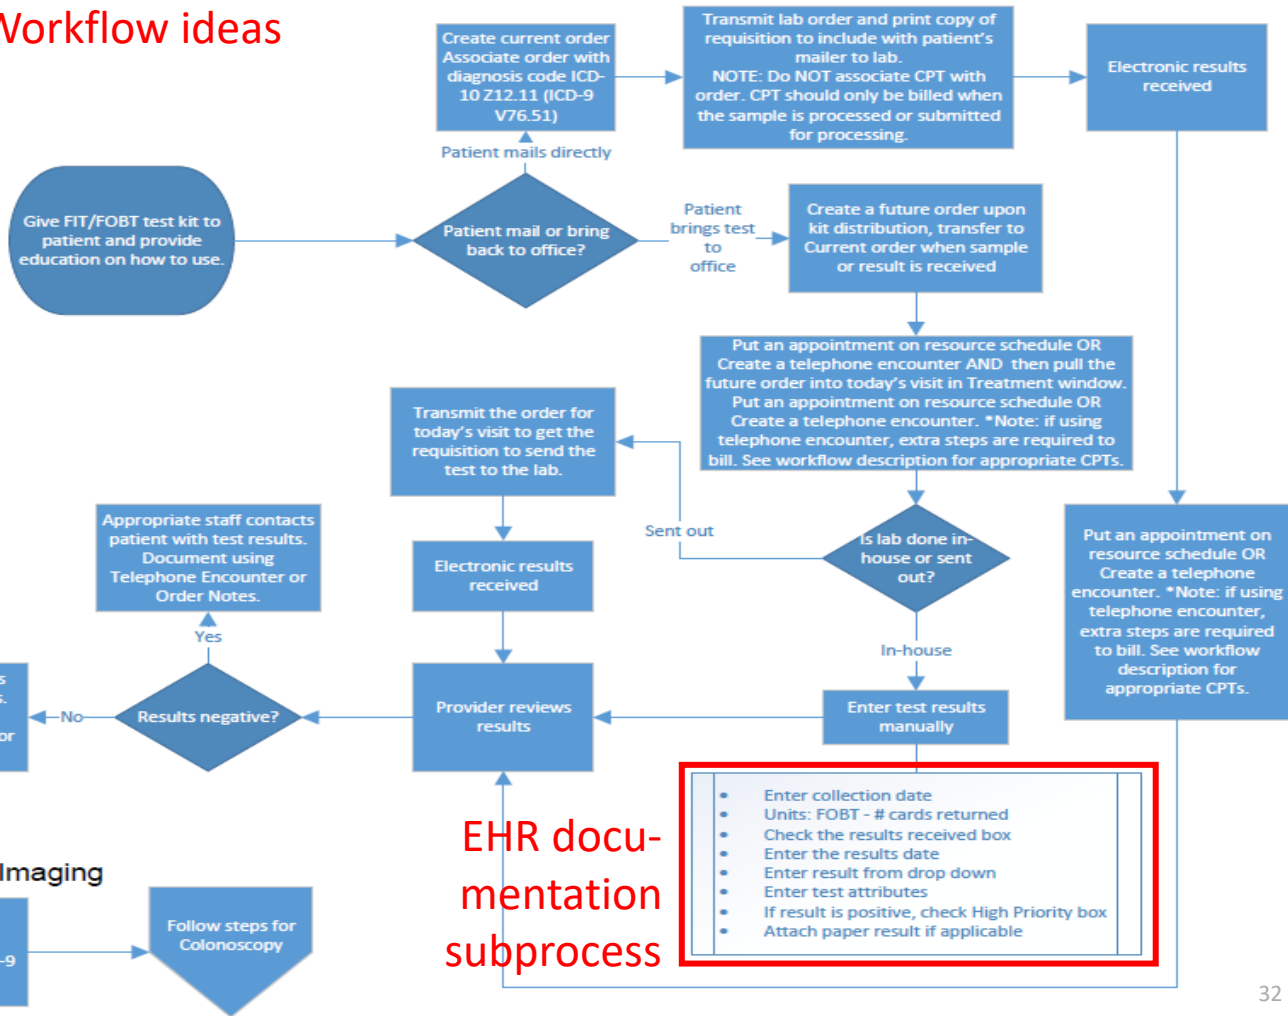 Workflow ideas
Create current order
Associate order with
diagnosis code ICD-
10 Z12.11 (ICD-9
V76.51)
Transmit lab order and print copy of
requisition to include with patient's
mailer to lab.
NOTE: Do NOT associate CPT with
order. CPT should only be billed when
the sample is processed or submitted
for processing.
Electronic results
received
Patient mails directly
Give FIT/FOBT test kit to
patient and provide
education on how to use.
Patient mail or bring
back to office?
Patient
brings test
to
office
Create a future order upon
kit distribution, transfer to
Current order when sample
or result is received
Put an appointment on resource schedule OR
Create a telephone encounter AND then pull the
future order into today's visit in Treatment window.
Put an appointment on resource schedule OR
Create a telephone encounter. *Note: if using
telephone encounter, extra steps are required to
bill. See workflow description for appropriate CPTs.
Transmit the order for
today's visit to get the
requisition to send the
test to the lab.
Sent out
Is lab done in-
house or sent
out?
Put an appointment on
resource schedule OR
Create a telephone
encounter. *Note: if using
telephone encounter,
extra steps are required
to bill. See workflow
description for
appropriate CPTs.
Appropriate staff contacts
patient with test results.
Document using
Telephone Encounter or
Order Notes.
Electronic results
received
Yes
In-house
s
s.
or
No
Results negative?
Provider reviews
results
Enter test results
manually
EHR docu-
mentation
subprocess
• Enter collection date
• Units: FOBT - # cards returned
• Check the results received box
• Enter the results date
• Enter result from drop down
• Enter test attributes
• If result is positive, check High Priority box
• Attach paper result if applicable
Imaging
-9
Follow steps for
Colonoscopy
32